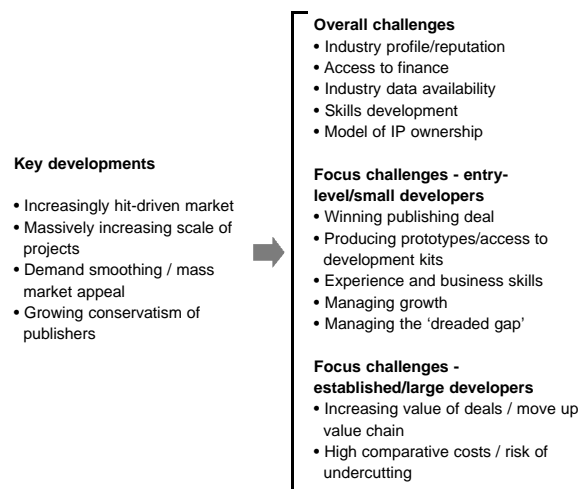 Key developments
• Increasingly hit-driven market
• Massively increasing scale of
projects
• Demand smoothing / mass
market appeal
• Growing conservatism of
publishers
Overall challenges
• Industry profile/reputation
• Access to finance
• Industry data availability
• Skills development
• Model of IP ownership
Focus challenges - entry-
level/small developers
• Winning publishing deal
• Producing prototypes/access to
development kits
• Experience and business skills
• Managing growth
• Managing the ‘dreaded gap’
Focus challenges -
established/large developers
• Increasing value of deals / move up
value chain
• High comparative costs / risk of
undercutting